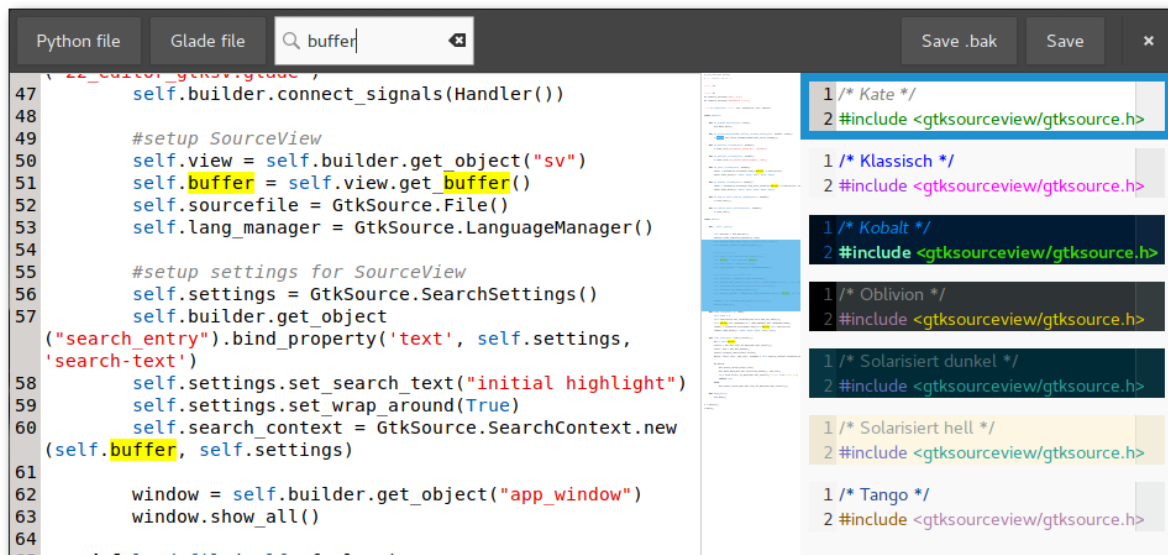 Python file
Glade file
buffer
Save .bak
Save
×
("22_editor_gtksv.glade")
47         self.builder.connect_signals(Handler())
48
49         #setup SourceView
50         self.view = self.builder.get_object("sv")
51         self.buffer = self.view.get_buffer()
52         self.sourcefile = GtkSource.File()
53         self.lang_manager = GtkSource.LanguageManager()
54
55         #setup settings for SourceView
56         self.settings = GtkSource.SearchSettings()
57         self.builder.get_object
("search_entry").bind_property('text', self.settings,
'search-text')
58         self.settings.set_search_text("initial highlight")
59         self.settings.set_wrap_around(True)
60         self.search_context = GtkSource.SearchContext.new
(self.buffer, self.settings)
61
62         window = self.builder.get_object("app_window")
63         window.show_all()
64
1 /* Kate */
2 #include <gtksourceview/gtksource.h>
1 /* Klassisch */
2 #include <gtksourceview/gtksource.h>
1 /* Kobalt */
2 #include <gtksourceview/gtksource.h>
1 /* Oblivion */
2 #include <gtksourceview/gtksource.h>
1 /* Solarisiert dunkel */
2 #include <gtksourceview/gtksource.h>
1 /* Solarisiert hell */
2 #include <gtksourceview/gtksource.h>
1 /* Tango */
2 #include <gtksourceview/gtksource.h>